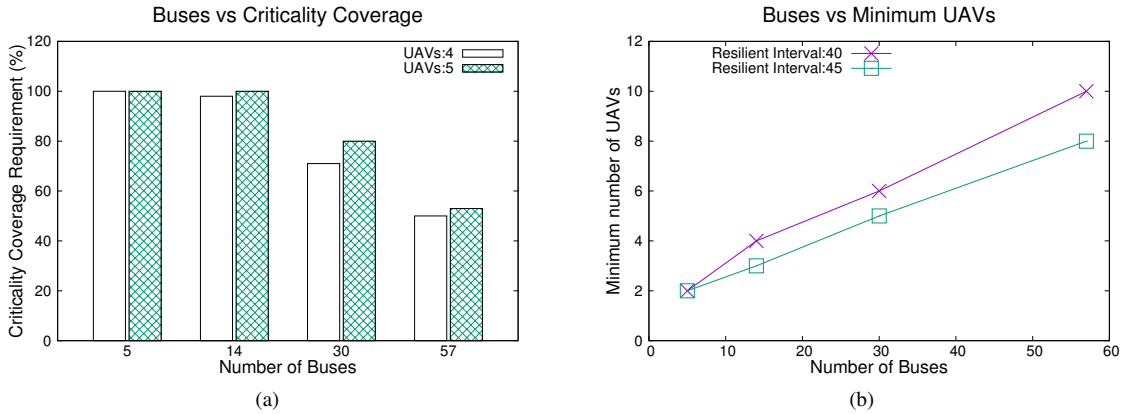 Buses vs Criticality Coverage
Criticality Coverage Requirement (%)
120
100
80
60
40
20
0
UAVs:4
UAVs:5
5 14 30 57
Number of Buses
(a)
Buses vs Minimum UAVs
Minimum number of UAVs
12
10
8
6
4
2
0
Resilient Interval:40
Resilient Interval:45
0 10 20 30 40 50 60
Number of Buses
(b)